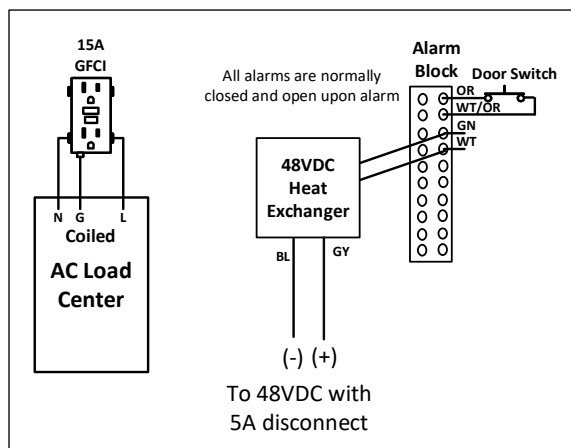 15A
GFCI
N G L
Coiled
AC Load
Center
All alarms are normally
closed and open upon alarm
48VDC
Heat
Exchanger
BL GY
(-) (+)
To 48VDC with
5A disconnect
Alarm
Block
Door Switch
OR
WT/OR
GN
WT